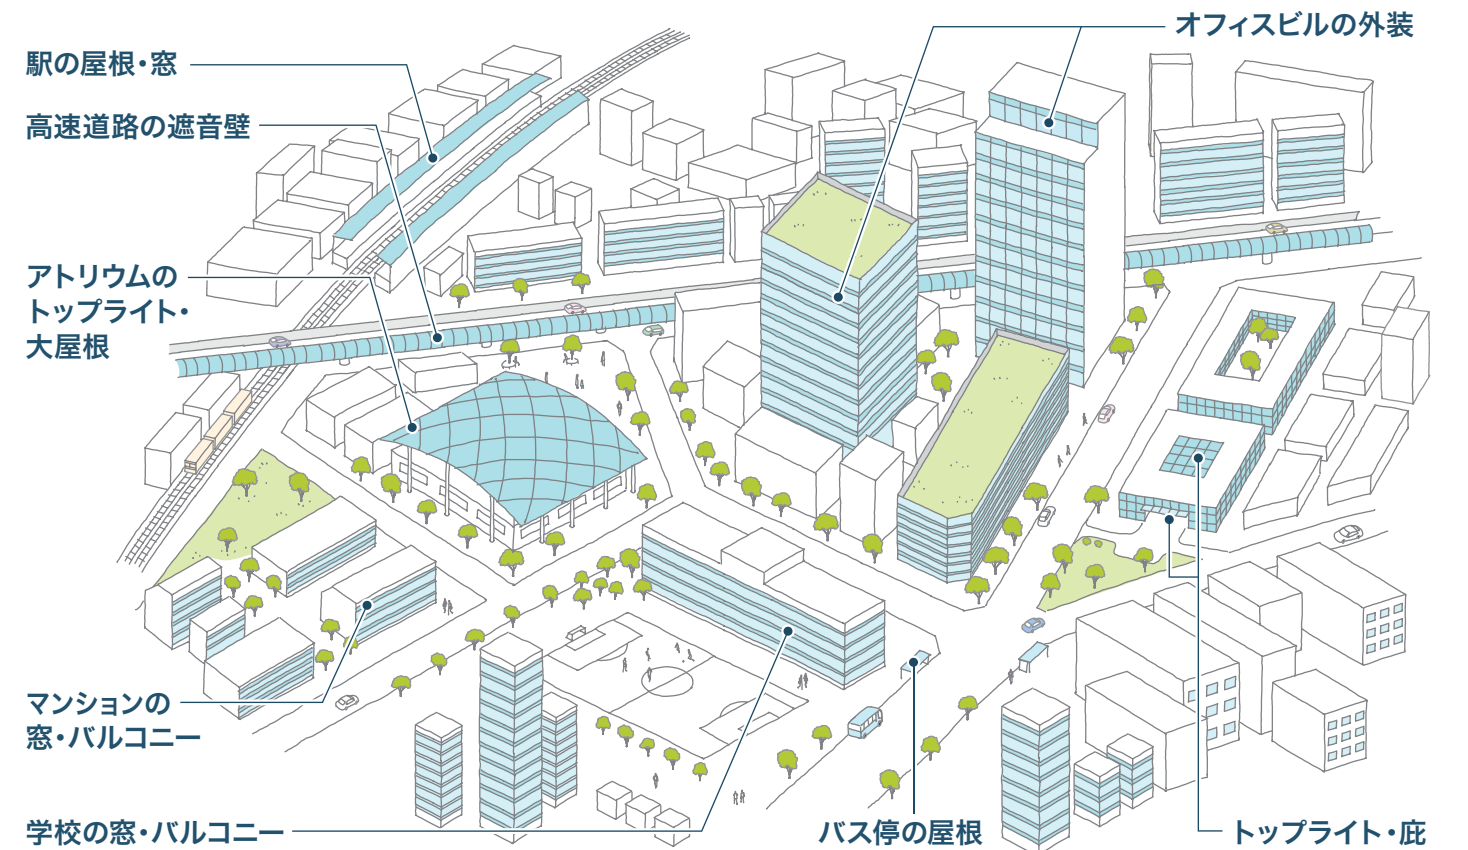 オフィスビルの外装
駅の屋根・窓
高速道路の遮音壁
アトリウムの
トップライト・
大屋根
マンションの
窓・バルコニー
学校の窓・バルコニー
バス停の屋根
トップライト・庇